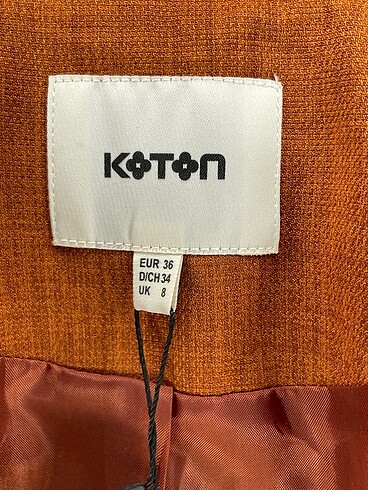 KOTON
EUR 36
D/CH 34
UK 8